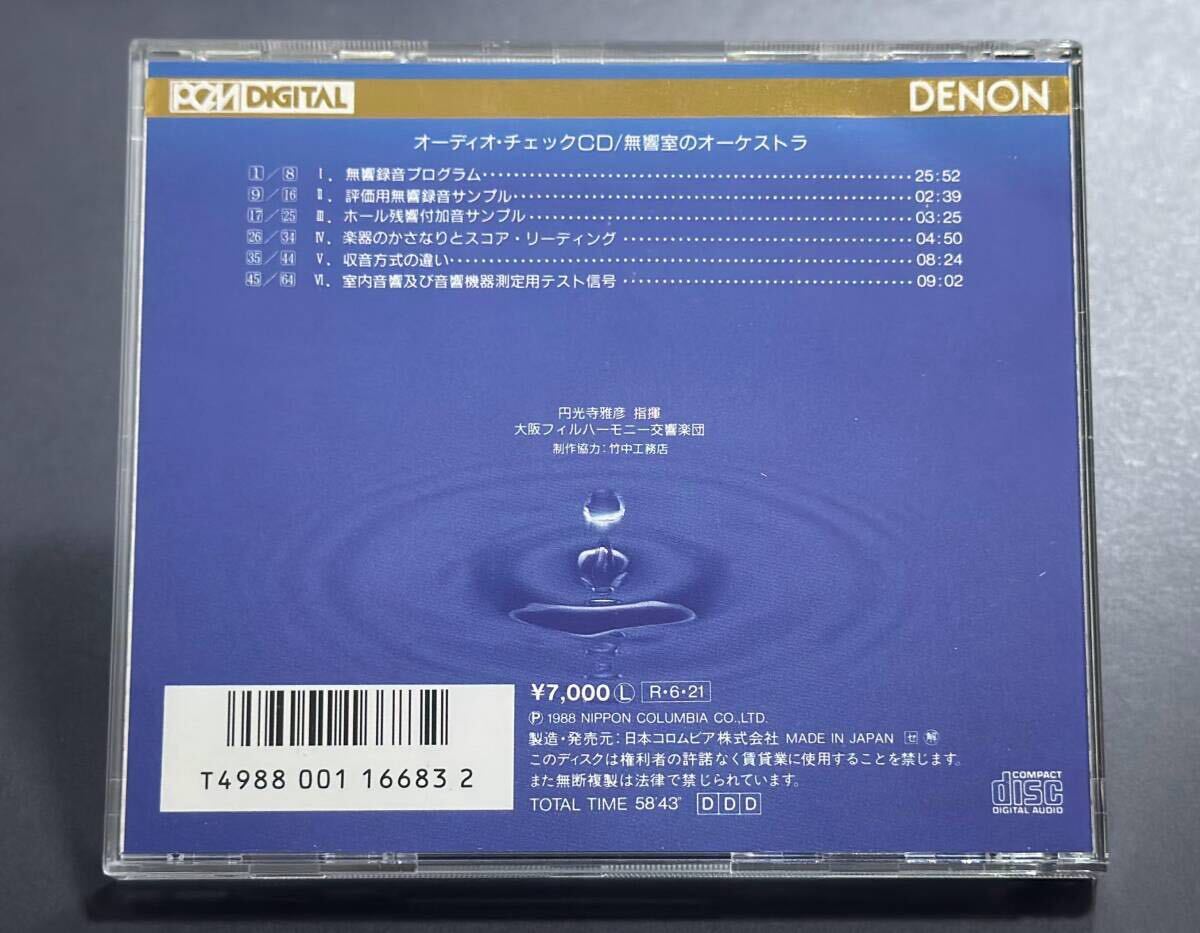 PCM DIGITAL
DENON
オーディオ・チェックCD/無響室のオーケストラ
1/8 Ⅰ. 無響録音プログラム 25:52
9/16 Ⅱ. 評価用無響録音サンプル 02:39
17/25 Ⅲ. ホール残響付加音サンプル 03:25
26/34 Ⅳ. 楽器のかさなりとスコア・リーディング 04:50
35/44 Ⅴ. 収音方式の違い 08:24
45/64 Ⅵ. 室内音響及び音響機器測定用テスト信号 09:02
円光寺雅彦 指揮
大阪フィルハーモニー交響楽団
制作協力:竹中工務店
¥7,000 Ⓛ R・6・21
Ⓟ 1988 NIPPON COLUMBIA CO.,LTD.
製造・発売元:日本コロムビア株式会社 MADE IN JAPAN セ 解
このディスクは権利者の許諾なく賃貸業に使用することを禁じます。
また無断複製は法律で禁じられています。
TOTAL TIME 58'43" D D D
T4988 001 16683 2
COMPACT
disc
DIGITAL AUDIO